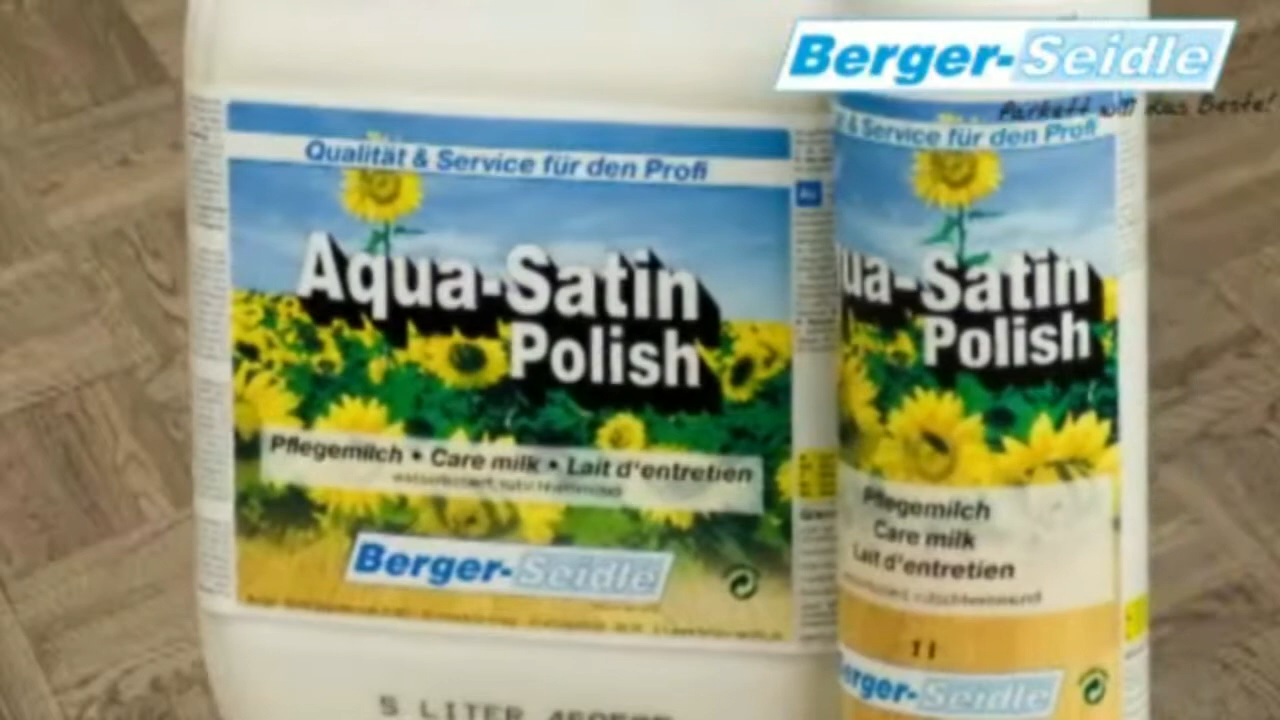 Berger-Seidle
Parkett will das Beste!
Qualität & Service für den Profi
Aqua-Satin
Polish
Pflegemilch • Care milk • Lait d'entretien
Berger-Seidle
5 LITER
& Service für den Profi
ua-Satin
Polish
Pflegemilch
Care milk
Lait d'entretien
1 l
Berger-Seidle